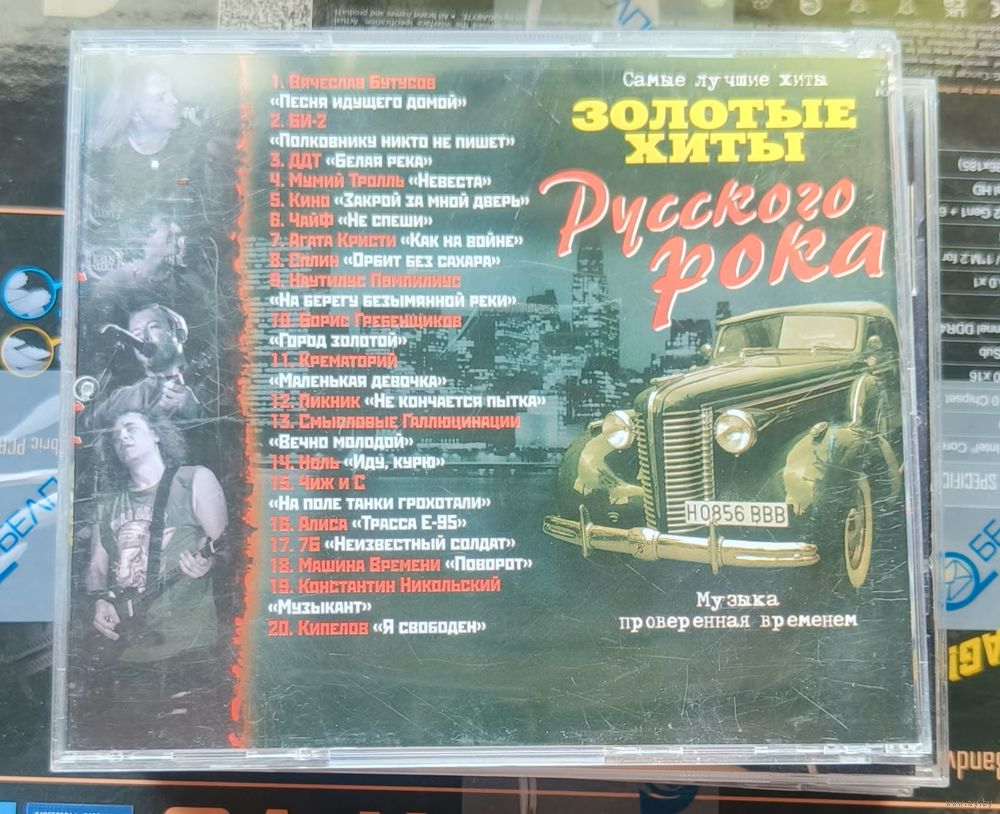 1. Вячеслав Бутусов
«Песня идущего домой»
2. БИ-2
«Полковнику никто не пишет»
3. ДДТ «Белая река»
4. Мумий Тролль «Невеста»
5. Кино «Закрой за мной дверь»
6. Чайф «Не спеши»
7. Агата Кристи «Как на войне»
8. Сплин «Орбит без сахара»
9. Наутилус Помпилиус
«На берегу безымянной реки»
10. Борис Гребенщиков
«Город золотой»
11. Крематорий
«Маленькая девочка»
12. Пикник «Не кончается пытка»
13. Смысловые Галлюцинации
«Вечно молодой»
14. Ноль «Иду, курю»
15. Чиж и С
«На поле танки грохотали»
16. Алиса «Трасса Е-95»
17. 7Б «Неизвестный солдат»
18. Машина Времени «Поворот»
19. Константин Никольский
«Музыкант»
20. Кипелов «Я свободен»
Самые лучшие хиты
ЗОЛОТЫЕ
ХИТЫ
Русского
рока
Н0856 ВВВ
Музыка
проверенная временем